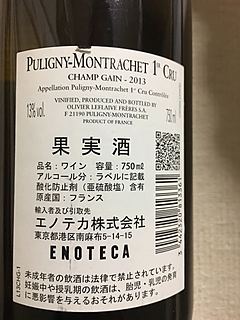 PULIGNY-MONTRACHET 1er CRU
CHAMP GAIN - 2013
Appellation Puligny-Montrachet 1er Cru Contrôlée
VINIFIED, PRODUCED AND BOTTLED BY
OLIVIER LEFLAIVE FRÈRES S.A.
F 21190 PULIGNY-MONTRACHET
13% vol.
750 ml
果実酒
品名：ワイン 容量：750mℓ
アルコール分：ラベルに記載
酸化防止剤（亜硫酸塩）含有
原産国：フランス
輸入者及び引取先
エノテカ株式会社
東京都港区南麻布5-14-15
ENOTECA
未成年者の飲酒は法律で禁止されています。
妊娠中や授乳期の飲酒は、胎児・乳児の発育
に悪影響を与えるおそれがあります。